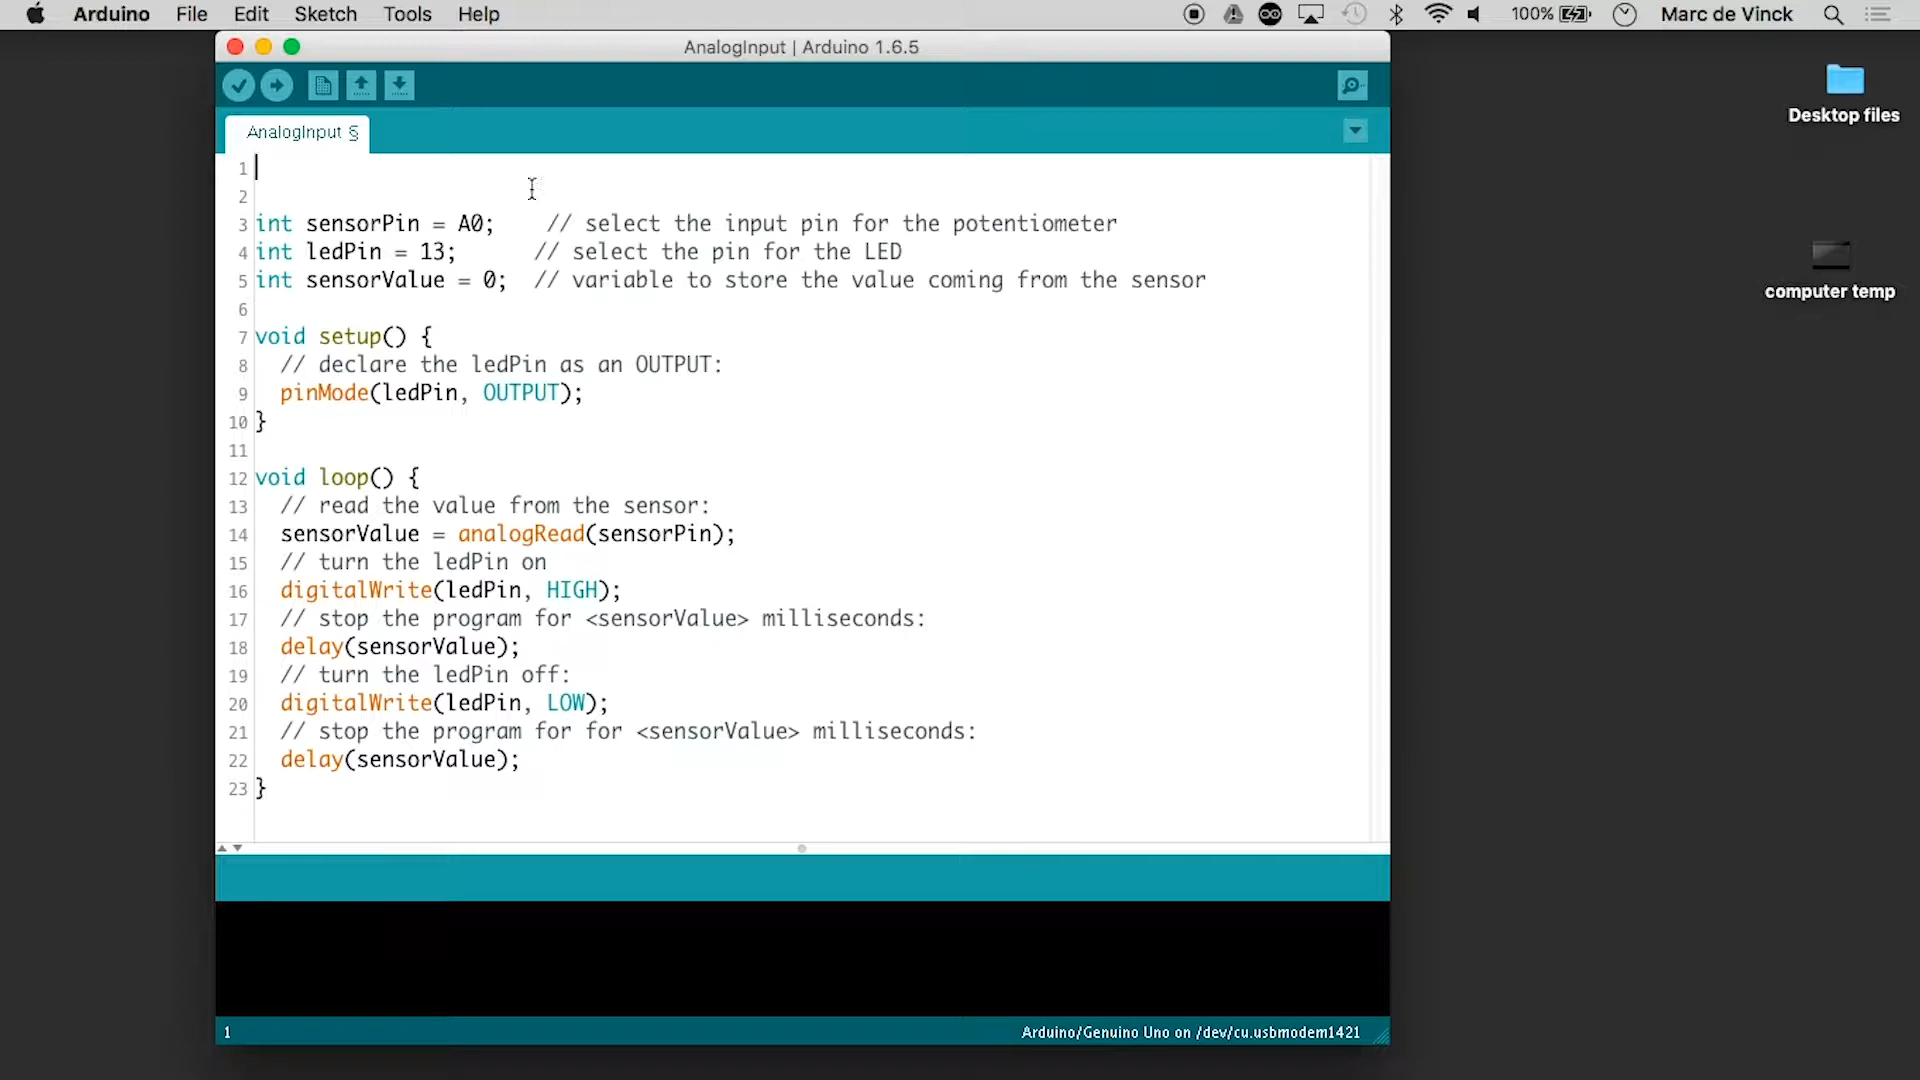 Arduino File Edit Sketch Tools Help 100% Marc de Vinck
AnalogInput | Arduino 1.6.5
Desktop files
computer temp
AnalogInput §
1
2
3 int sensorPin = A0;    // select the input pin for the potentiometer
4 int ledPin = 13;      // select the pin for the LED
5 int sensorValue = 0;  // variable to store the value coming from the sensor
6
7 void setup() {
8   // declare the ledPin as an OUTPUT:
9   pinMode(ledPin, OUTPUT);
10 }
11
12 void loop() {
13   // read the value from the sensor:
14   sensorValue = analogRead(sensorPin);
15   // turn the ledPin on
16   digitalWrite(ledPin, HIGH);
17   // stop the program for <sensorValue> milliseconds:
18   delay(sensorValue);
19   // turn the ledPin off:
20   digitalWrite(ledPin, LOW);
21   // stop the program for for <sensorValue> milliseconds:
22   delay(sensorValue);
23 }
1 Arduino/Genuino Uno on /dev/cu.usbmodem1421